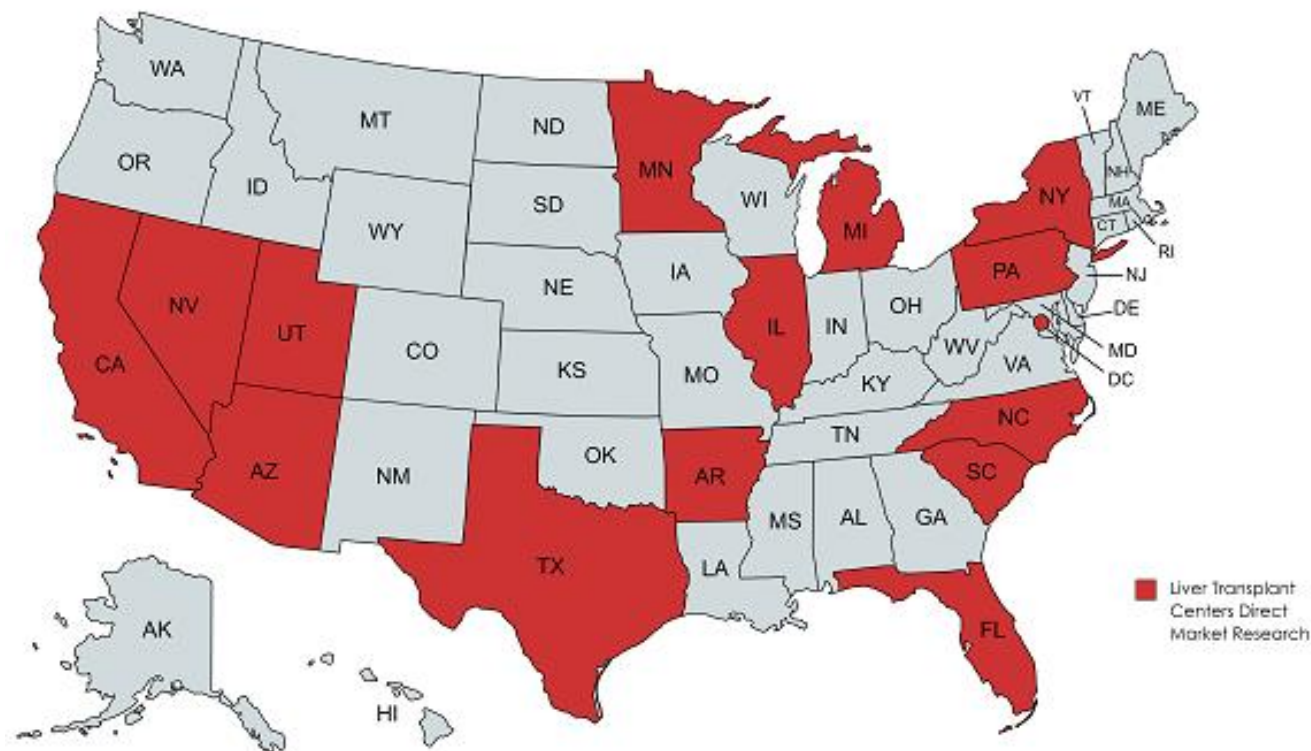 WA
MT
ND
MN
VT
ME
OR
ID
SD
WI
NH
NY
MA
CT
RI
WY
MI
IA
PA
NJ
NE
NV
UT
IL
IN
OH
DE
CA
CO
KS
MO
WV
MD
VA
DC
KY
NC
TN
AZ
NM
OK
AR
SC
MS
AL
GA
TX
LA
Liver Transplant
Centers Direct
Market Research
AK
FL
HI